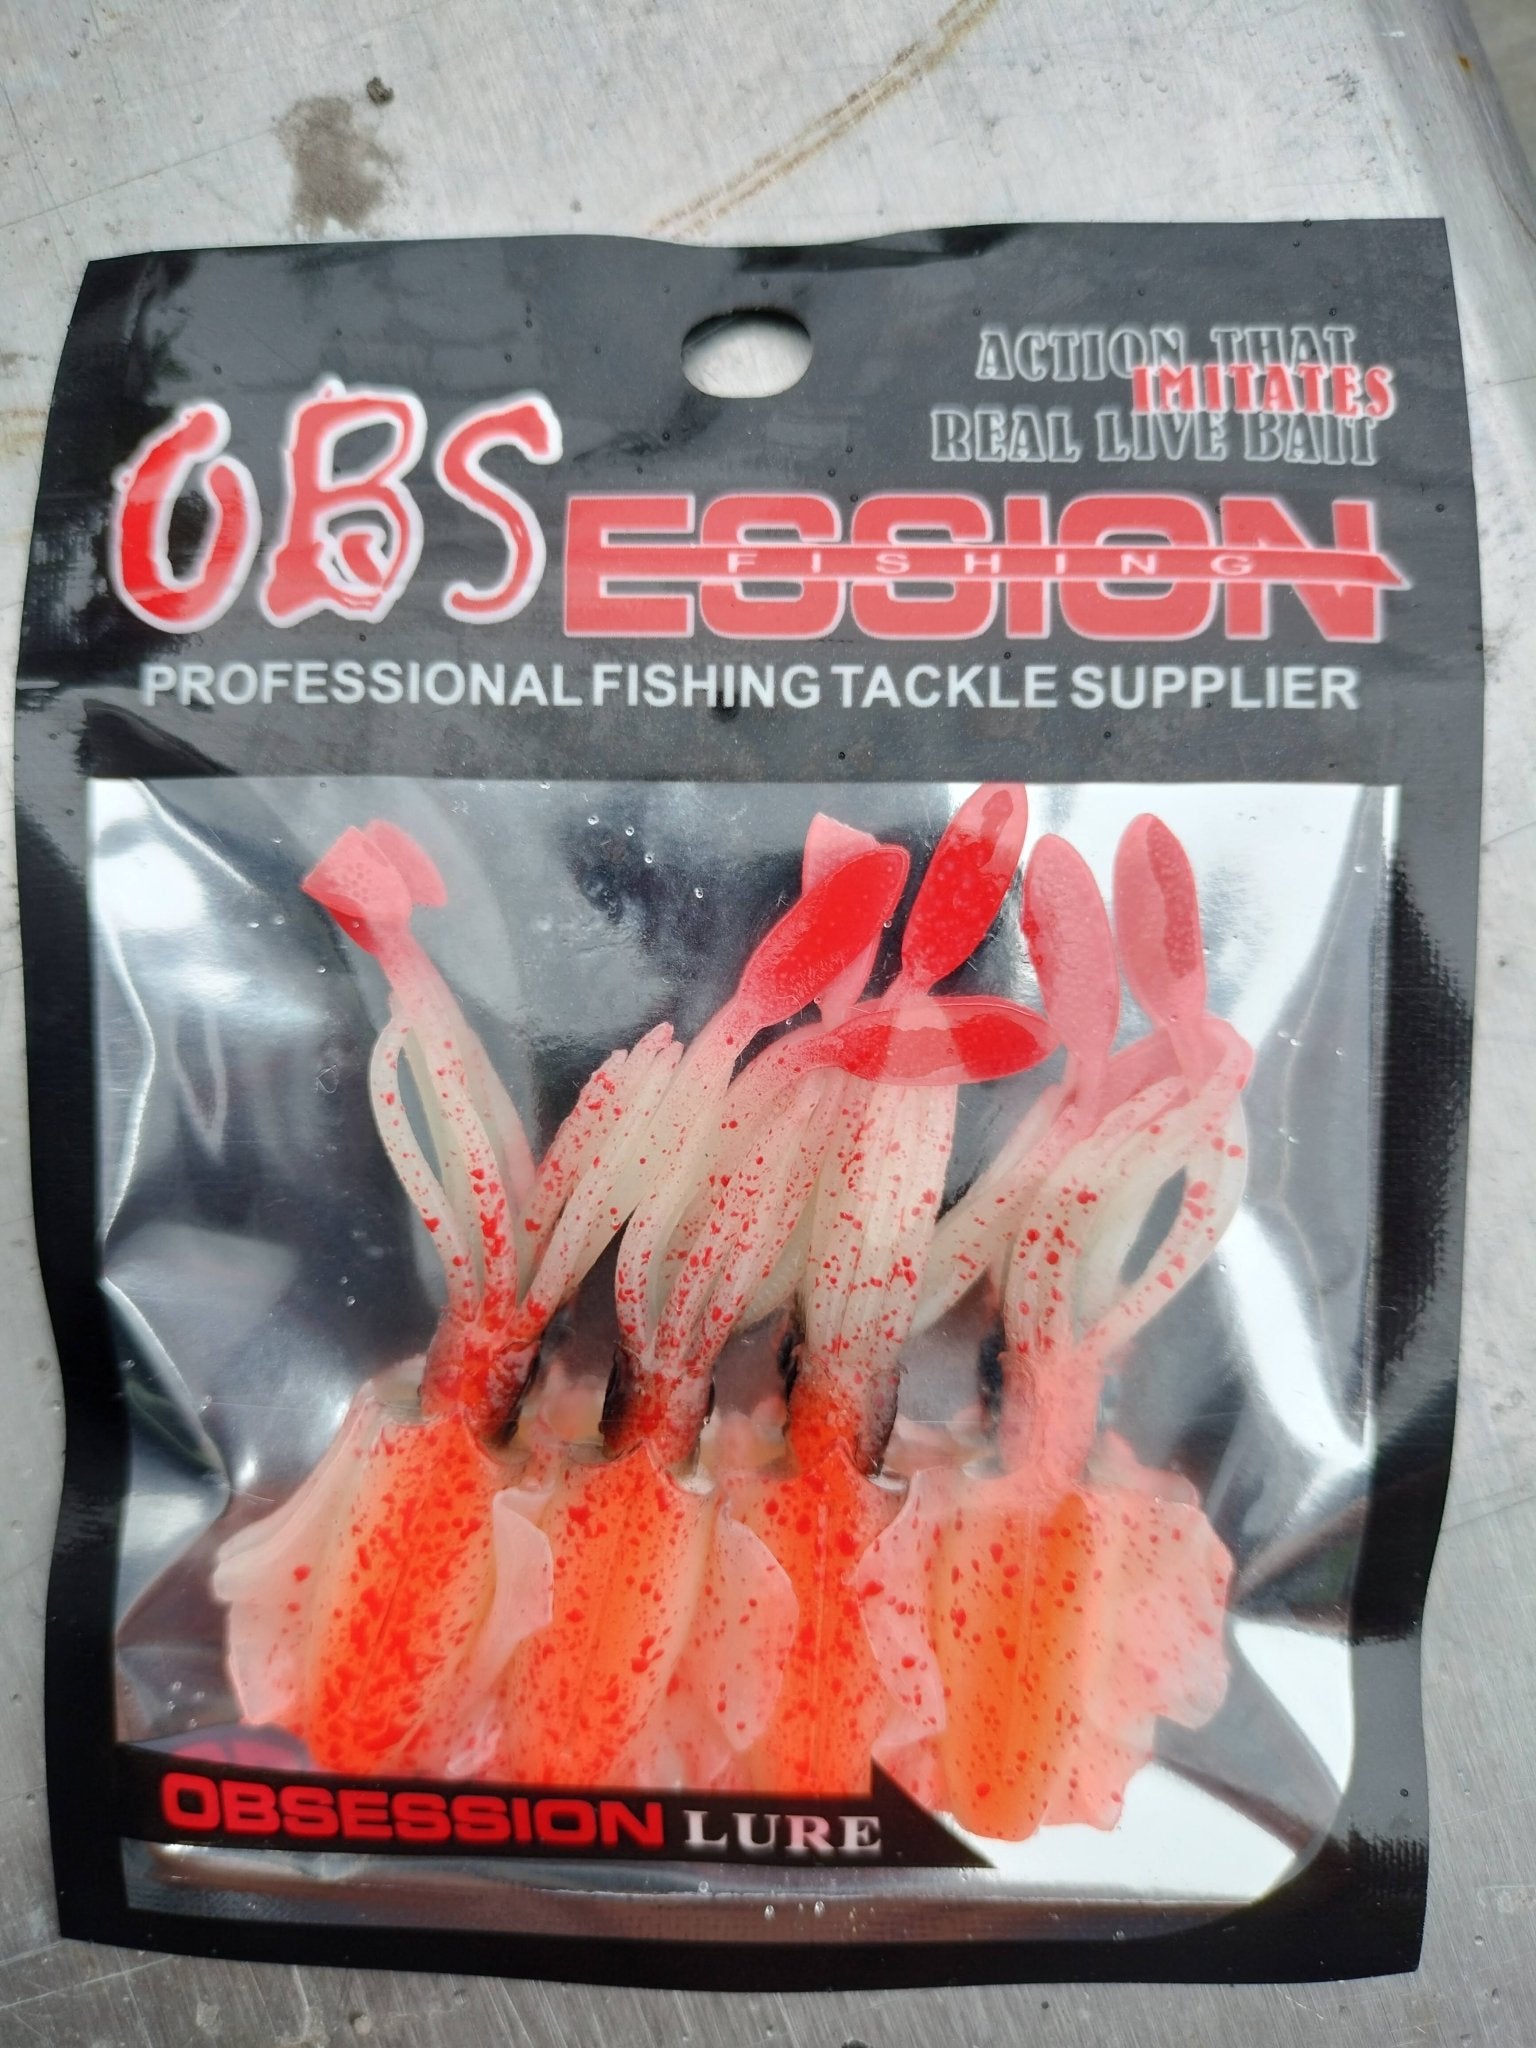 ACTION THAT
IMITATES
REAL LIVE BAIT
OBSESSION
FISHING
PROFESSIONAL FISHING TACKLE SUPPLIER
OBSESSION LURE